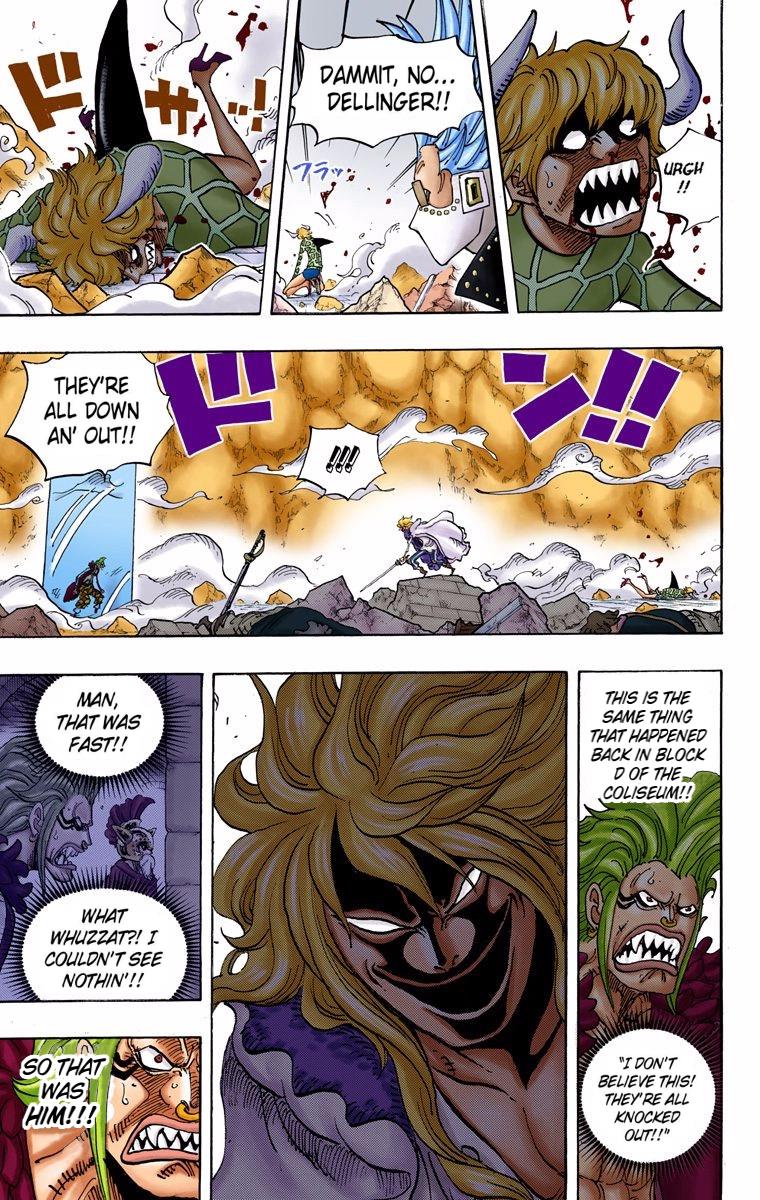 URGH
!!
DAMMIT, NO...
DELLINGER!!
フラッ
ドサッ!!
THEY'RE
ALL DOWN
AN' OUT!!
!!!
ドン!!
THIS IS THE
SAME THING
THAT HAPPENED
BACK IN BLOCK
D OF THE
COLISEUM!!
"I DON'T
BELIEVE THIS!
THEY'RE ALL
KNOCKED
OUT!!"
MAN,
THAT WAS
FAST!!
WHAT
WHUZZAT?! I
COULDN'T SEE
NOTHIN'!!
SO THAT
WAS
HIM!!!